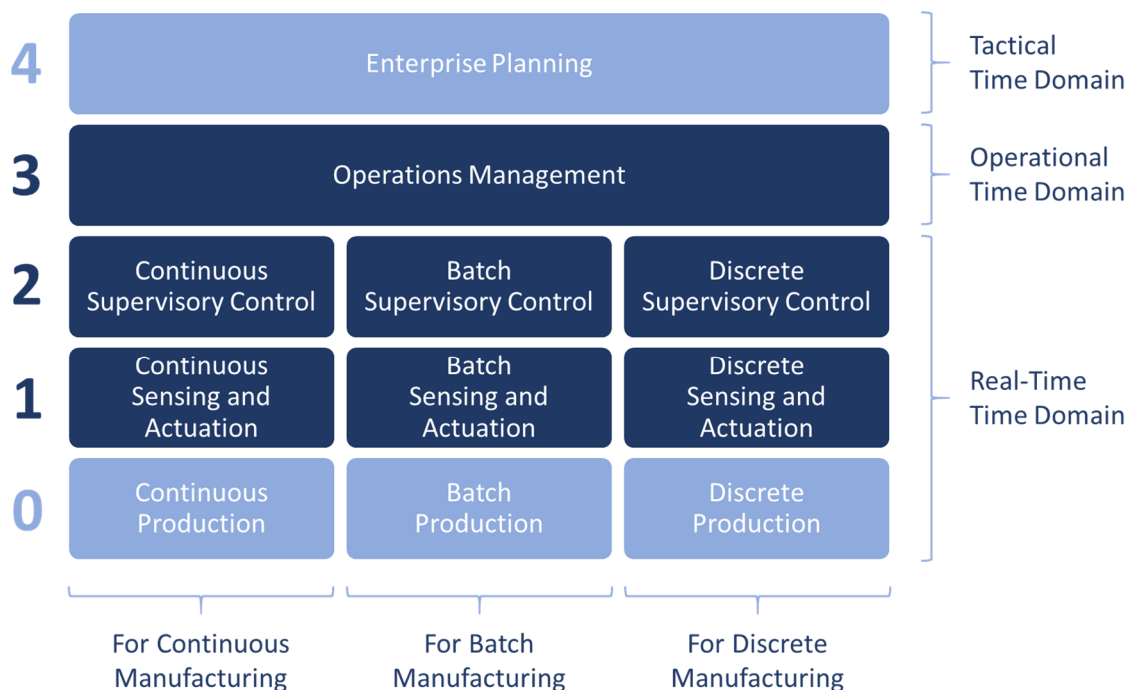 4
Enterprise Planning
Tactical
Time Domain
3
Operations Management
Operational
Time Domain
2
Continuous
Supervisory Control
Batch
Supervisory Control
Discrete
Supervisory Control
1
Continuous
Sensing and
Actuation
Batch
Sensing and
Actuation
Discrete
Sensing and
Actuation
Real-Time
Time Domain
0
Continuous
Production
Batch
Production
Discrete
Production
For Continuous
Manufacturing
For Batch
Manufacturing
For Discrete
Manufacturing